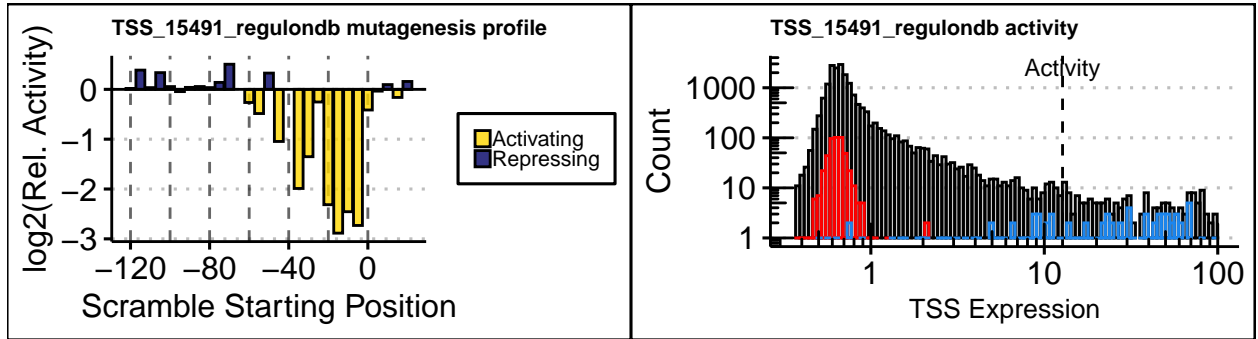 TSS_15491_regulondb mutagenesis profile
log2(Rel. Activity)
0
−1
−2
−3
−120
−80
−40
0
Scramble Starting Position
Activating
Repressing
TSS_15491_regulondb activity
Activity
Count
1000
100
10
1
1
10
100
TSS Expression